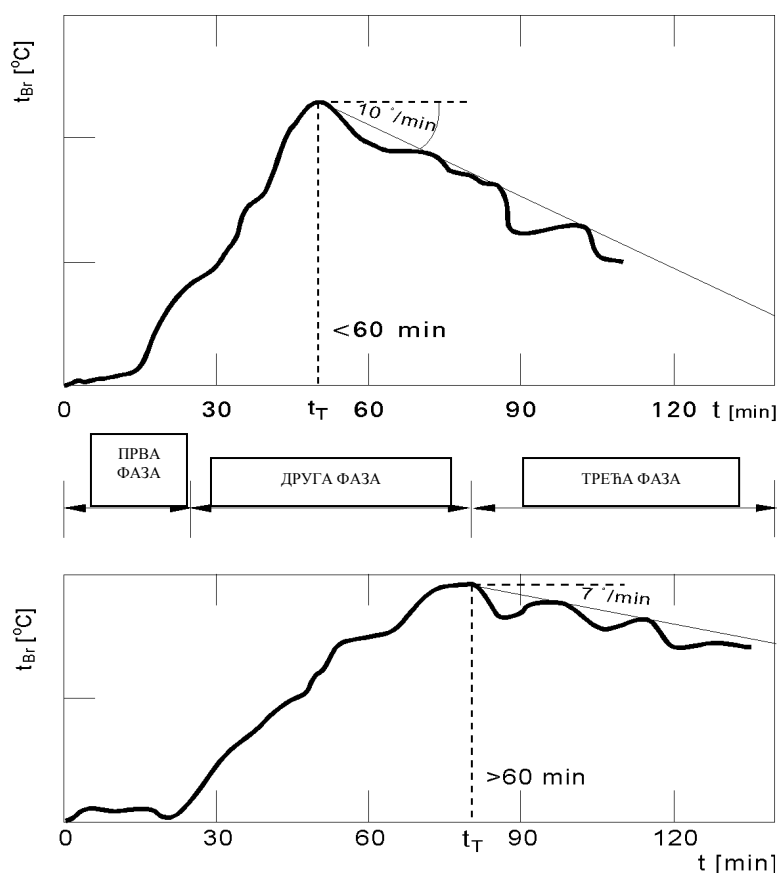 t_Br [°C]
10 °/min
<60 min
0 30 t_T 60 90 120 t [min]
ПРВА
ФАЗА
ДРУГА ФАЗА
ТРЕЋА ФАЗА
t_Br [°C]
7 °/min
>60 min
0 30 60 t_T 90 120
t [min]